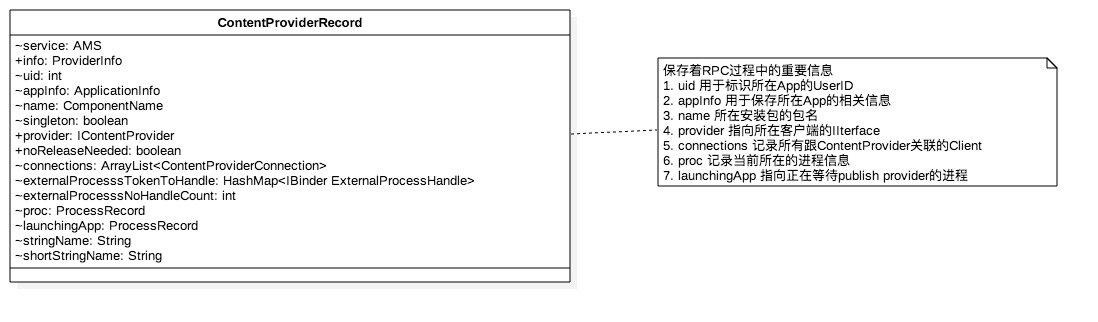 ContentProviderRecord
~service: AMS
+info: ProviderInfo
~uid: int
~appInfo: ApplicationInfo
~name: ComponentName
~singleton: boolean
+provider: IContentProvider
+noReleaseNeeded: boolean
~connections: ArrayList<ContentProviderConnection>
~externalProcesssTokenToHandle: HashMap<IBinder ExternalProcessHandle>
~externalProcesssNoHandleCount: int
~proc: ProcessRecord
~launchingApp: ProcessRecord
~stringName: String
~shortStringName: String
保存着RPC过程中的重要信息
1. uid 用于标识所在App的UserID
2. appInfo 用于保存所在App的相关信息
3. name 所在安装包的包名
4. provider 指向所在客户端的IIterface
5. connections 记录所有跟ContentProvider关联的Client
6. proc 记录当前所在的进程信息
7. launchingApp 指向正在等待publish provider的进程